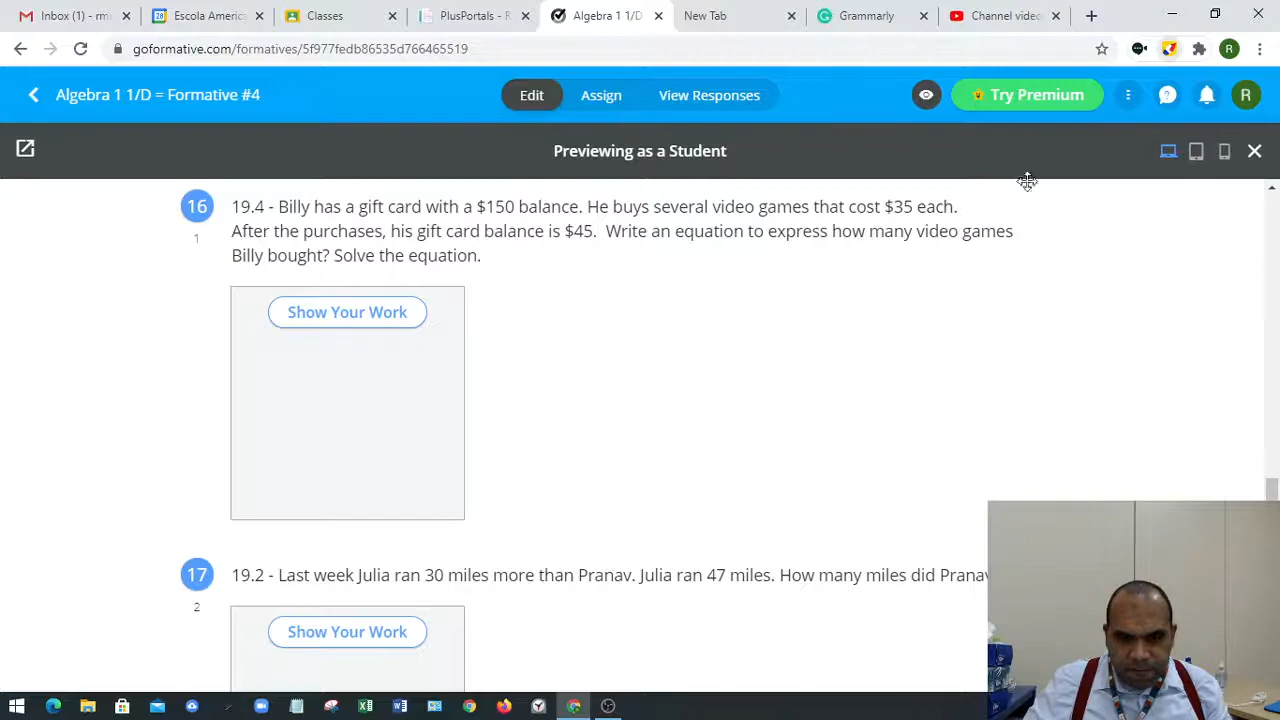 Inbox (1) - rmu
Escola America
Classes
PlusPortals - R
Algebra 1 1/D =
New Tab
Grammarly
Channel video
goformative.com/formatives/5f977fedb86535d766465519
R
Algebra 1 1/D = Formative #4
Edit
Assign
View Responses
Try Premium
R
Previewing as a Student
16
19.4 - Billy has a gift card with a $150 balance. He buys several video games that cost $35 each.
1
After the purchases, his gift card balance is $45. Write an equation to express how many video games
Billy bought? Solve the equation.
Show Your Work
17
19.2 - Last week Julia ran 30 miles more than Pranav. Julia ran 47 miles. How many miles did Pranav
2
Show Your Work